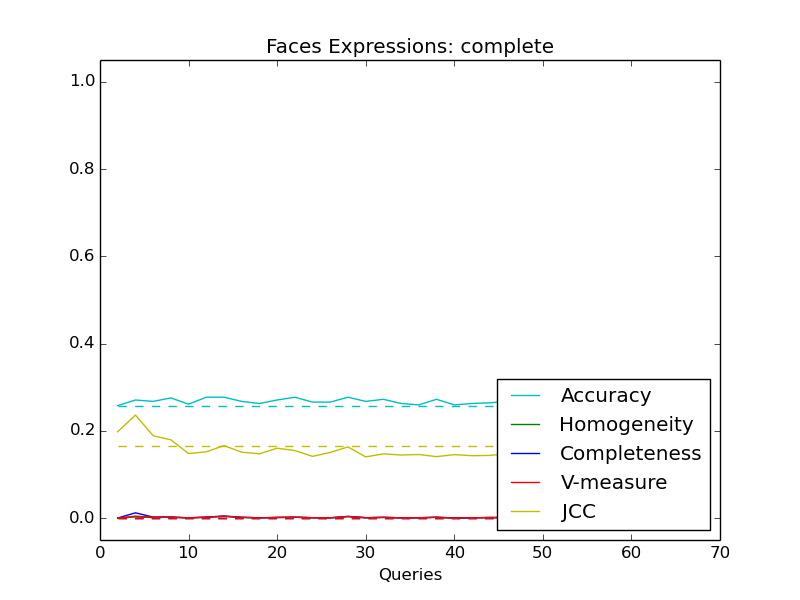 Faces Expressions: complete
1.0
0.8
0.6
0.4
0.2
0.0
0 10 20 30 40 50 60 70
Queries
Accuracy
Homogeneity
Completeness
V-measure
JCC